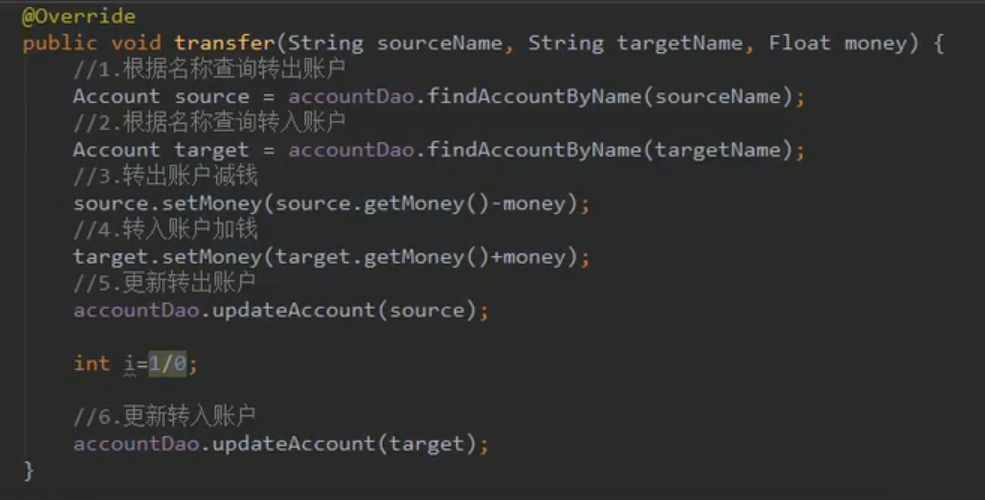 @Override
public void transfer(String sourceName, String targetName, Float money) {
//1.根据名称查询转出账户
Account source = accountDao.findAccountByName(sourceName);
//2.根据名称查询转入账户
Account target = accountDao.findAccountByName(targetName);
//3.转出账户减钱
source.setMoney(source.getMoney()-money);
//4.转入账户加钱
target.setMoney(target.getMoney()+money);
//5.更新转出账户
accountDao.updateAccount(source);
int i=1/0;
//6.更新转入账户
accountDao.updateAccount(target);
}